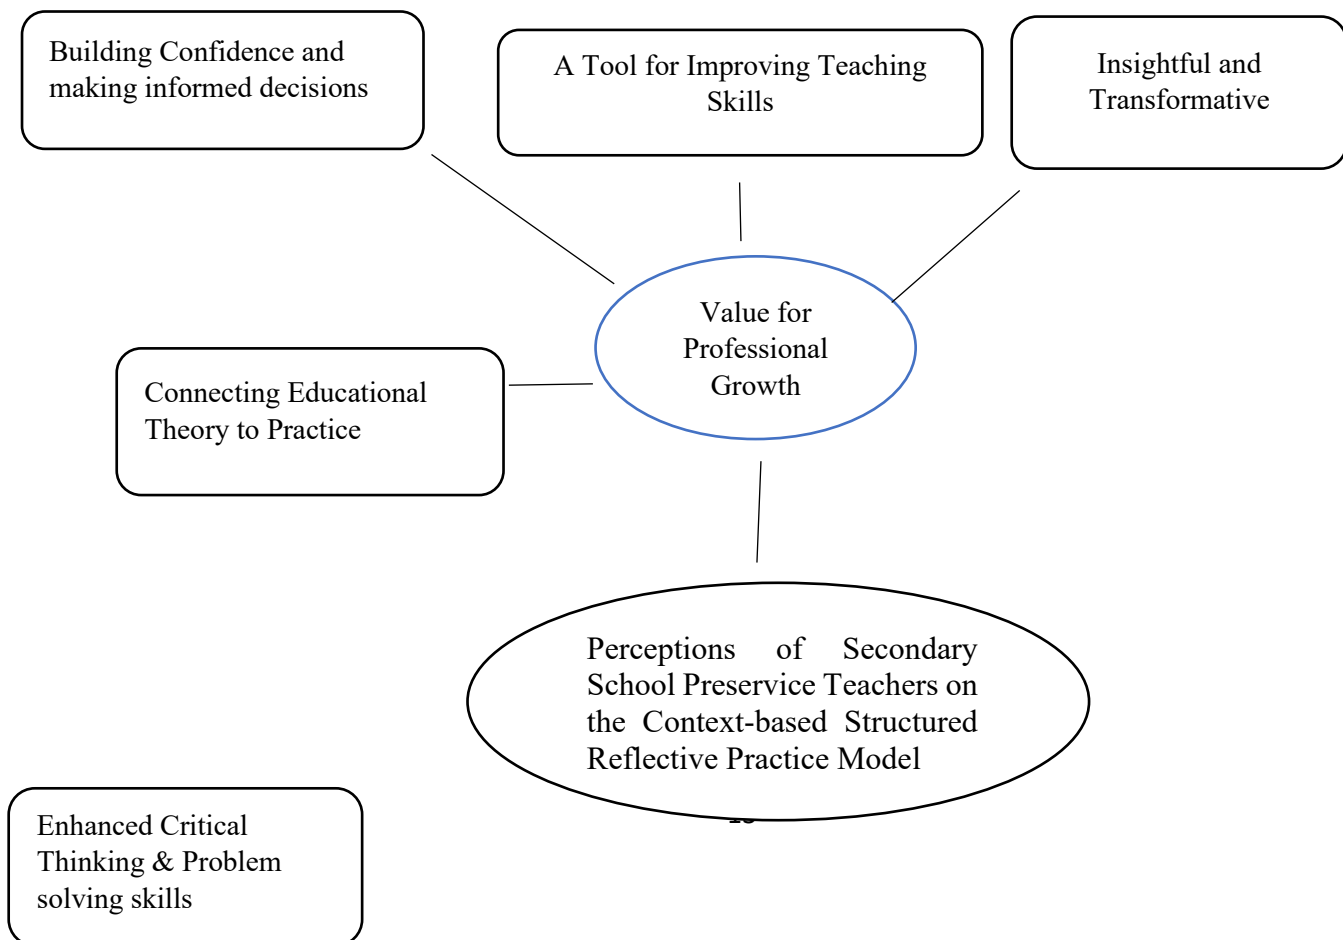 Building Confidence and
making informed decisions
A Tool for Improving Teaching
Skills
Insightful and
Transformative
Value for
Professional
Growth
Connecting Educational
Theory to Practice
Perceptions of Secondary
School Preservice Teachers on
the Context-based Structured
Reflective Practice Model
Enhanced Critical
Thinking & Problem
solving skills